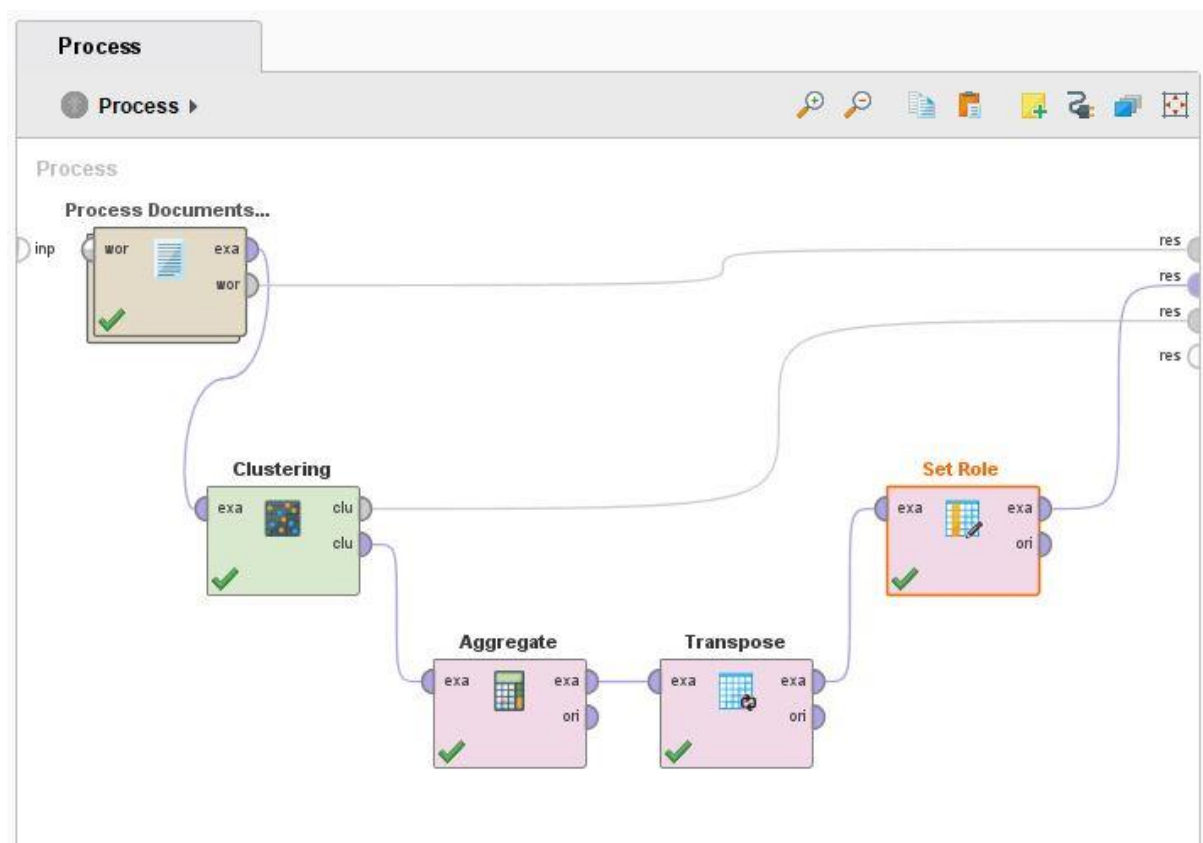 Process
Process
Process
Process Documents...
inp
wor
exa
wor
res
res
res
res
Clustering
exa
clu
clu
Set Role
exa
exa
ori
Aggregate
exa
exa
ori
Transpose
exa
exa
ori